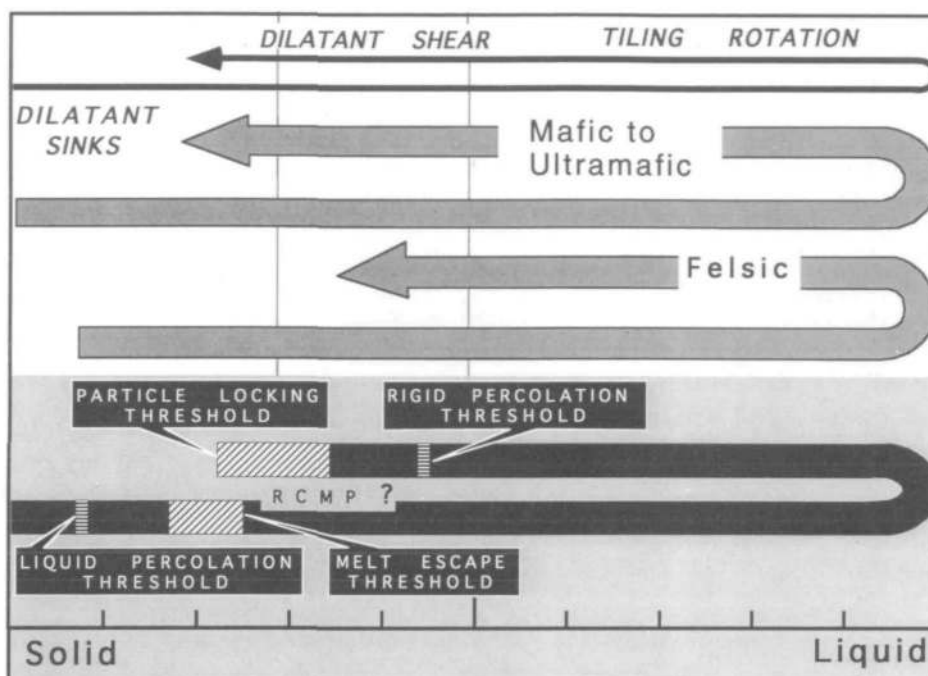 DILATANT SHEAR TILING ROTATION
DILATANT
SINKS
Mafic to
Ultramafic
Felsic
PARTICLE LOCKING
THRESHOLD
RIGID PERCOLATION
THRESHOLD
RCMP ?
LIQUID PERCOLATION
THRESHOLD
MELT ESCAPE
THRESHOLD
Solid
Liquid